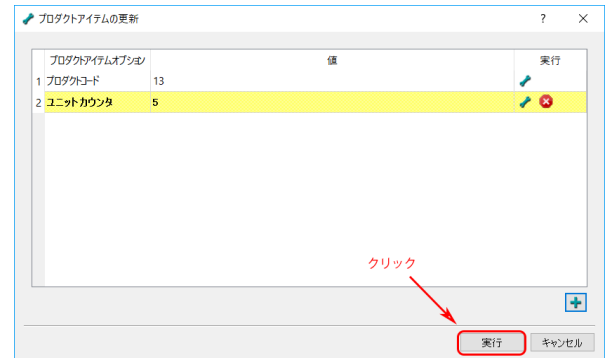 プロダクトアイテムの更新 ? ×
プロダクトアイテムオプション 値 実行
1 プロダクトコード 13
2 ユニットカウンタ 5
クリック
実行 キャンセル